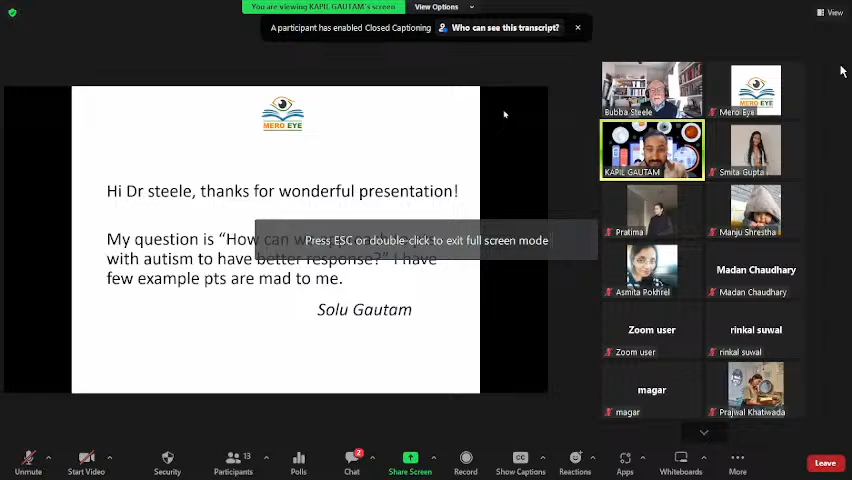 You are viewing KAPIL GAUTAM's screen
View Options
View
A participant has enabled Closed Captioning
Who can see this transcript?
MERO EYE
Hi Dr steele, thanks for wonderful presentation!
My question is “How can w
with autism to have better response?” I have
few example pts are mad to me.
Solu Gautam
Press ESC or double-click to exit full screen mode
Bubba Steele
MERO EYE
Mero Eye
KAPIL GAUTAM
Smita Gupta
Pratima
Manju Shrestha
Asmita Pokhrel
Madan Chaudhary
Madan Chaudhary
Zoom user
Zoom user
rinkal suwal
rinkal suwal
magar
magar
Prajwal Khatiwada
Unmute
Start Video
Security
13
Participants
Polls
2
Chat
Share Screen
Record
CC
Show Captions
Reactions
Apps
Whiteboards
More
Leave